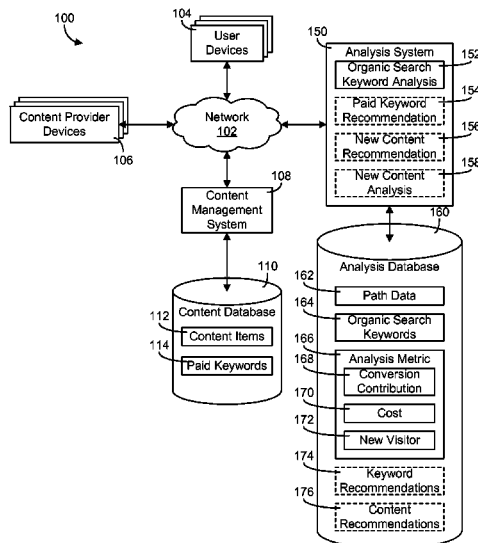 100
104
User
Devices
150
Analysis System
152
Organic Search
Keyword Analysis
154
Paid Keyword
Recommendation
156
New Content
Recommendation
158
New Content
Analysis
Content Provider
Devices
106
Network
102
108
Content
Management
System
110
Content Database
112
Content Items
114
Paid Keywords
160
Analysis Database
162
Path Data
164
Organic Search
Keywords
166
Analysis Metric
168
Conversion
Contribution
170
Cost
172
New Visitor
174
Keyword
Recommendations
176
Content
Recommendations